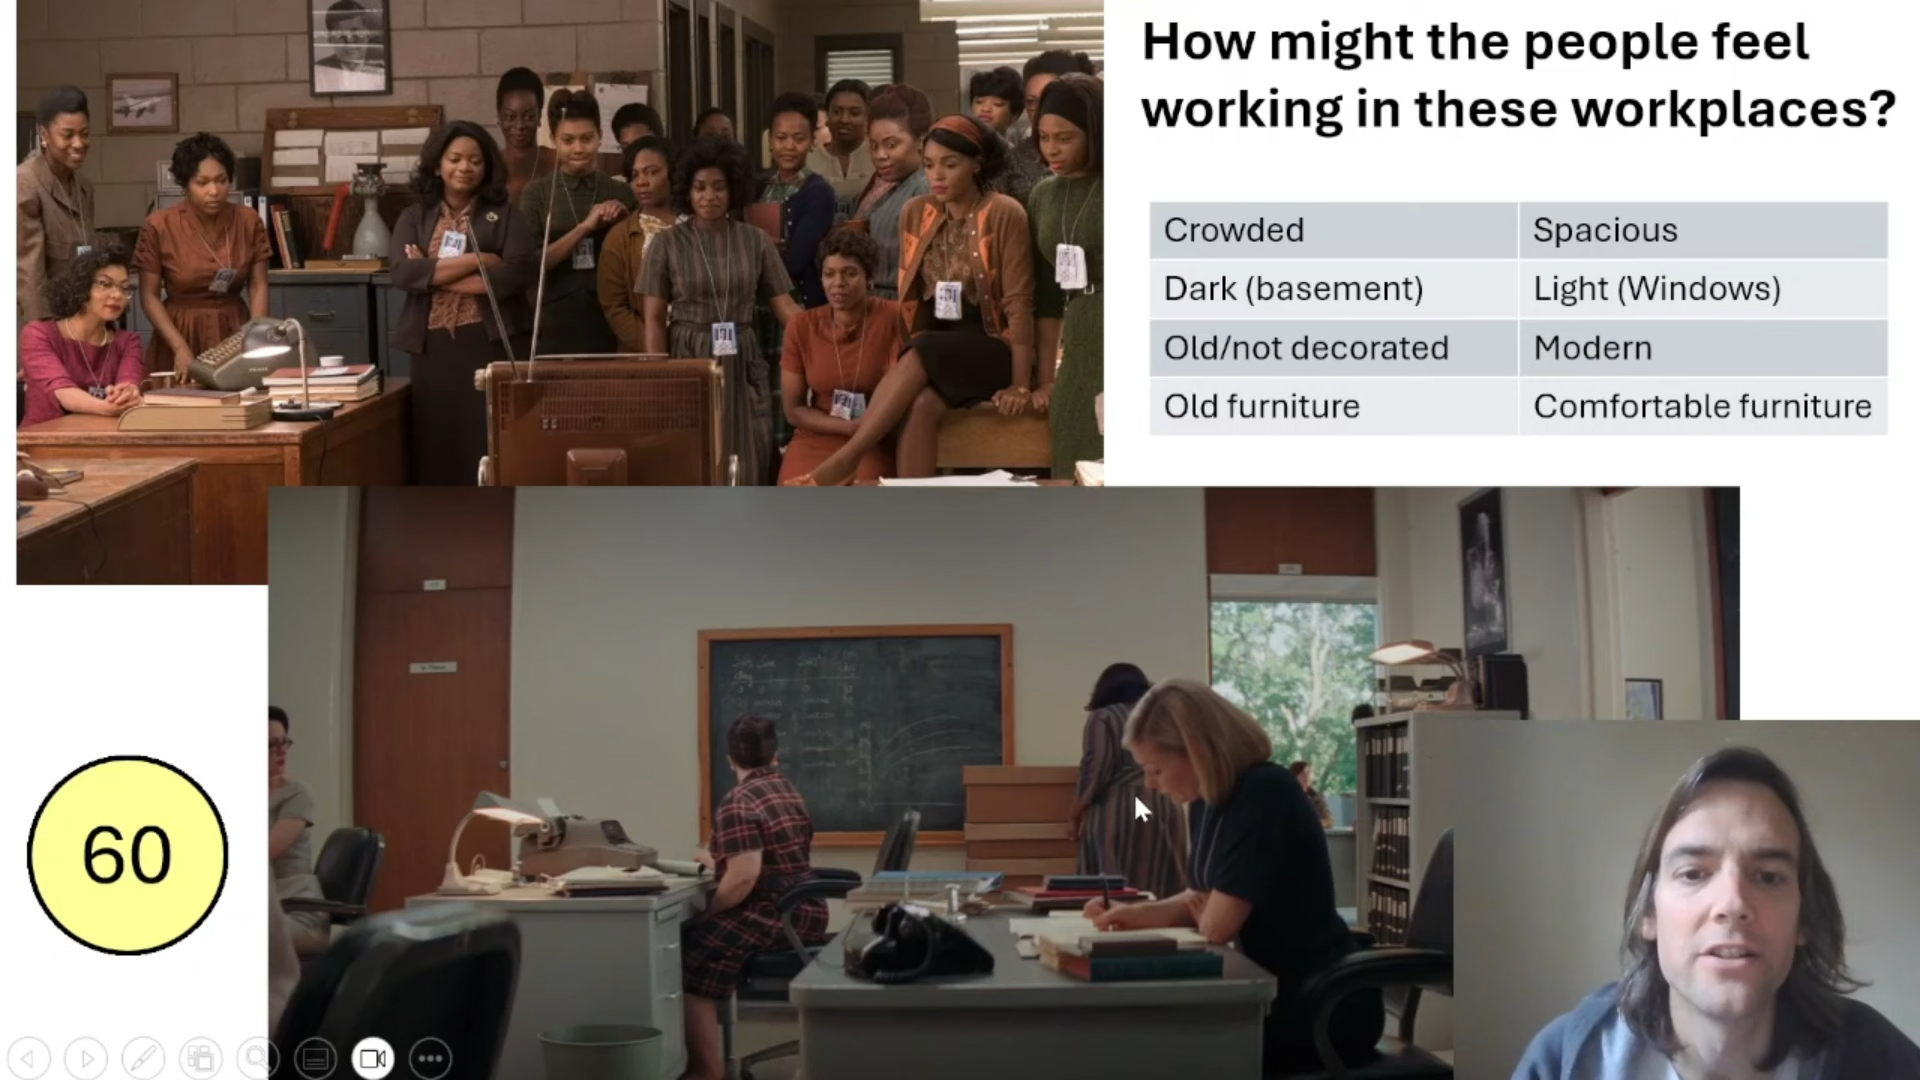 How might the people feel
working in these workplaces?
Crowded Spacious
Dark (basement) Light (Windows)
Old/not decorated Modern
Old furniture Comfortable furniture
60